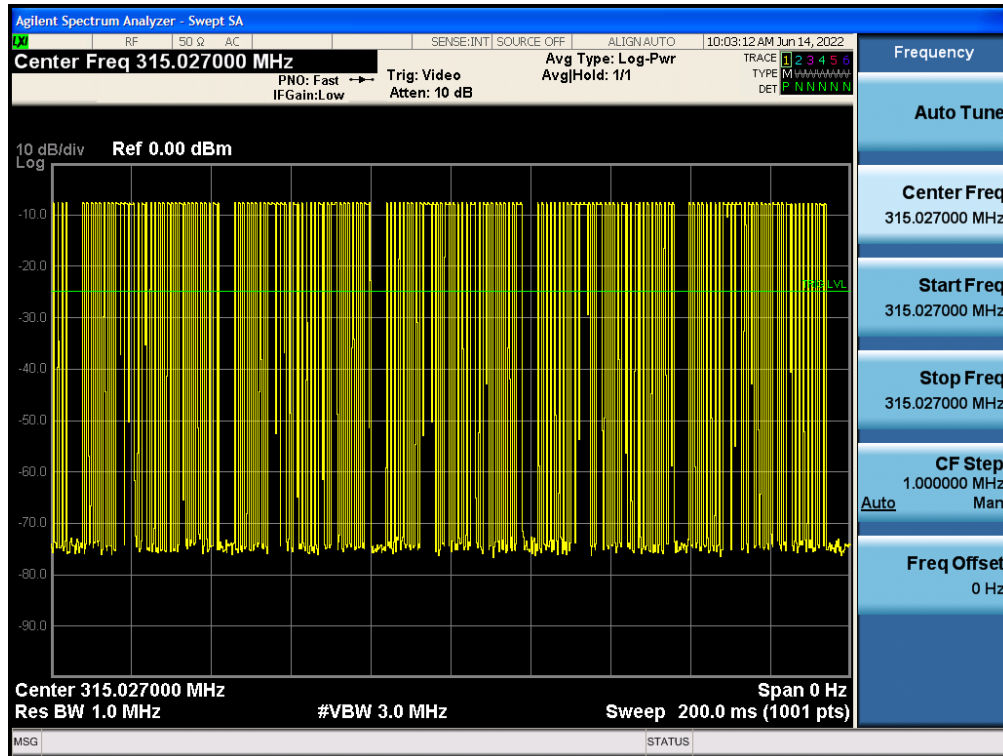 Agilent Spectrum Analyzer - Swept SA
LXI RF 50 Ω AC SENSE:INT SOURCE OFF ALIGN AUTO 10:03:12 AM Jun 14, 2022
Center Freq 315.027000 MHz
PNO: Fast
IFGain:Low
Trig: Video
Atten: 10 dB
Avg Type: Log-Pwr
Avg|Hold: 1/1
TRACE 1 2 3 4 5 6
TYPE M WWWWW
DET P N N N N N
10 dB/div Ref 0.00 dBm
Log
-10.0
-20.0
-30.0
-40.0
-50.0
-60.0
-70.0
-80.0
-90.0
LVL
Center 315.027000 MHz Span 0 Hz
Res BW 1.0 MHz #VBW 3.0 MHz Sweep 200.0 ms (1001 pts)
MSG STATUS
Frequency
Auto Tune
Center Freq
315.027000 MHz
Start Freq
315.027000 MHz
Stop Freq
315.027000 MHz
CF Step
1.000000 MHz
Auto Man
Freq Offset
0 Hz